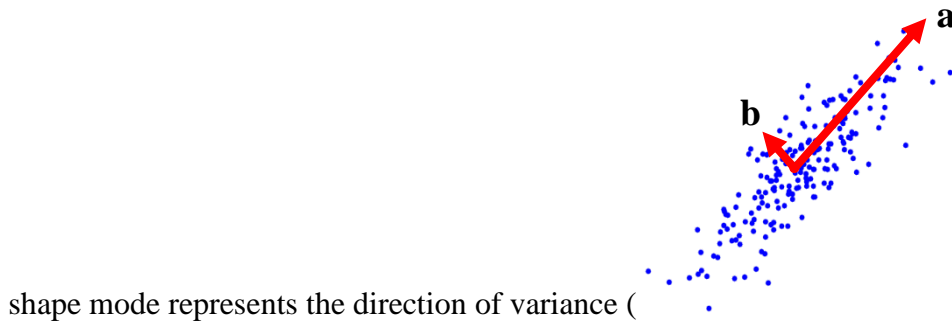 a
b
shape mode represents the direction of variance (